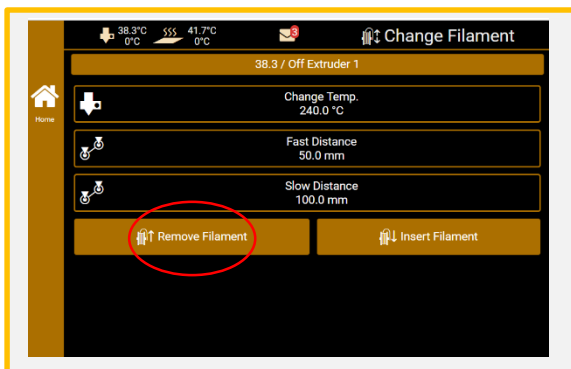 38.3°C 41.7°C 3 Change Filament
0°C 0°C
38.3 / Off Extruder 1
Home
Change Temp.
240.0 °C
Fast Distance
50.0 mm
Slow Distance
100.0 mm
Remove Filament Insert Filament